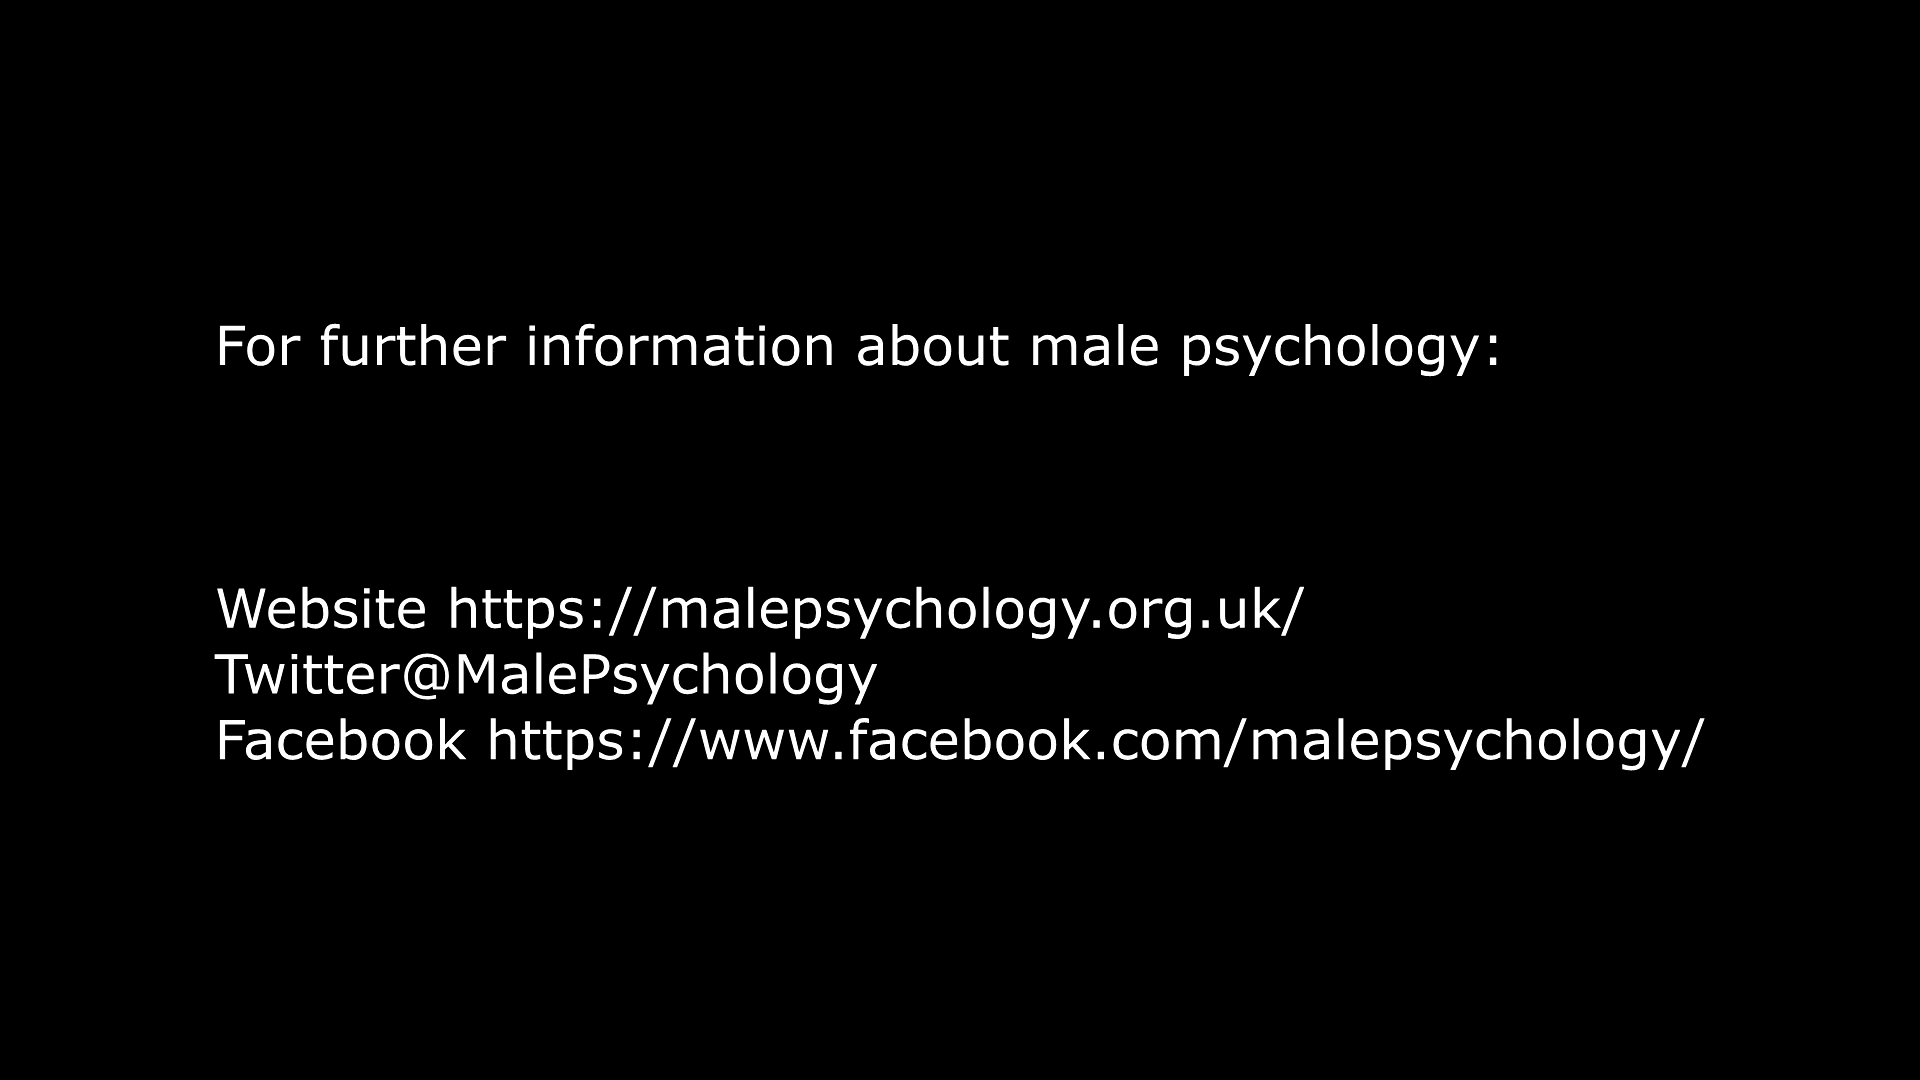 For further information about male psychology:
Website https://malepsychology.org.uk/
Twitter@MalePsychology
Facebook https://www.facebook.com/malepsychology/